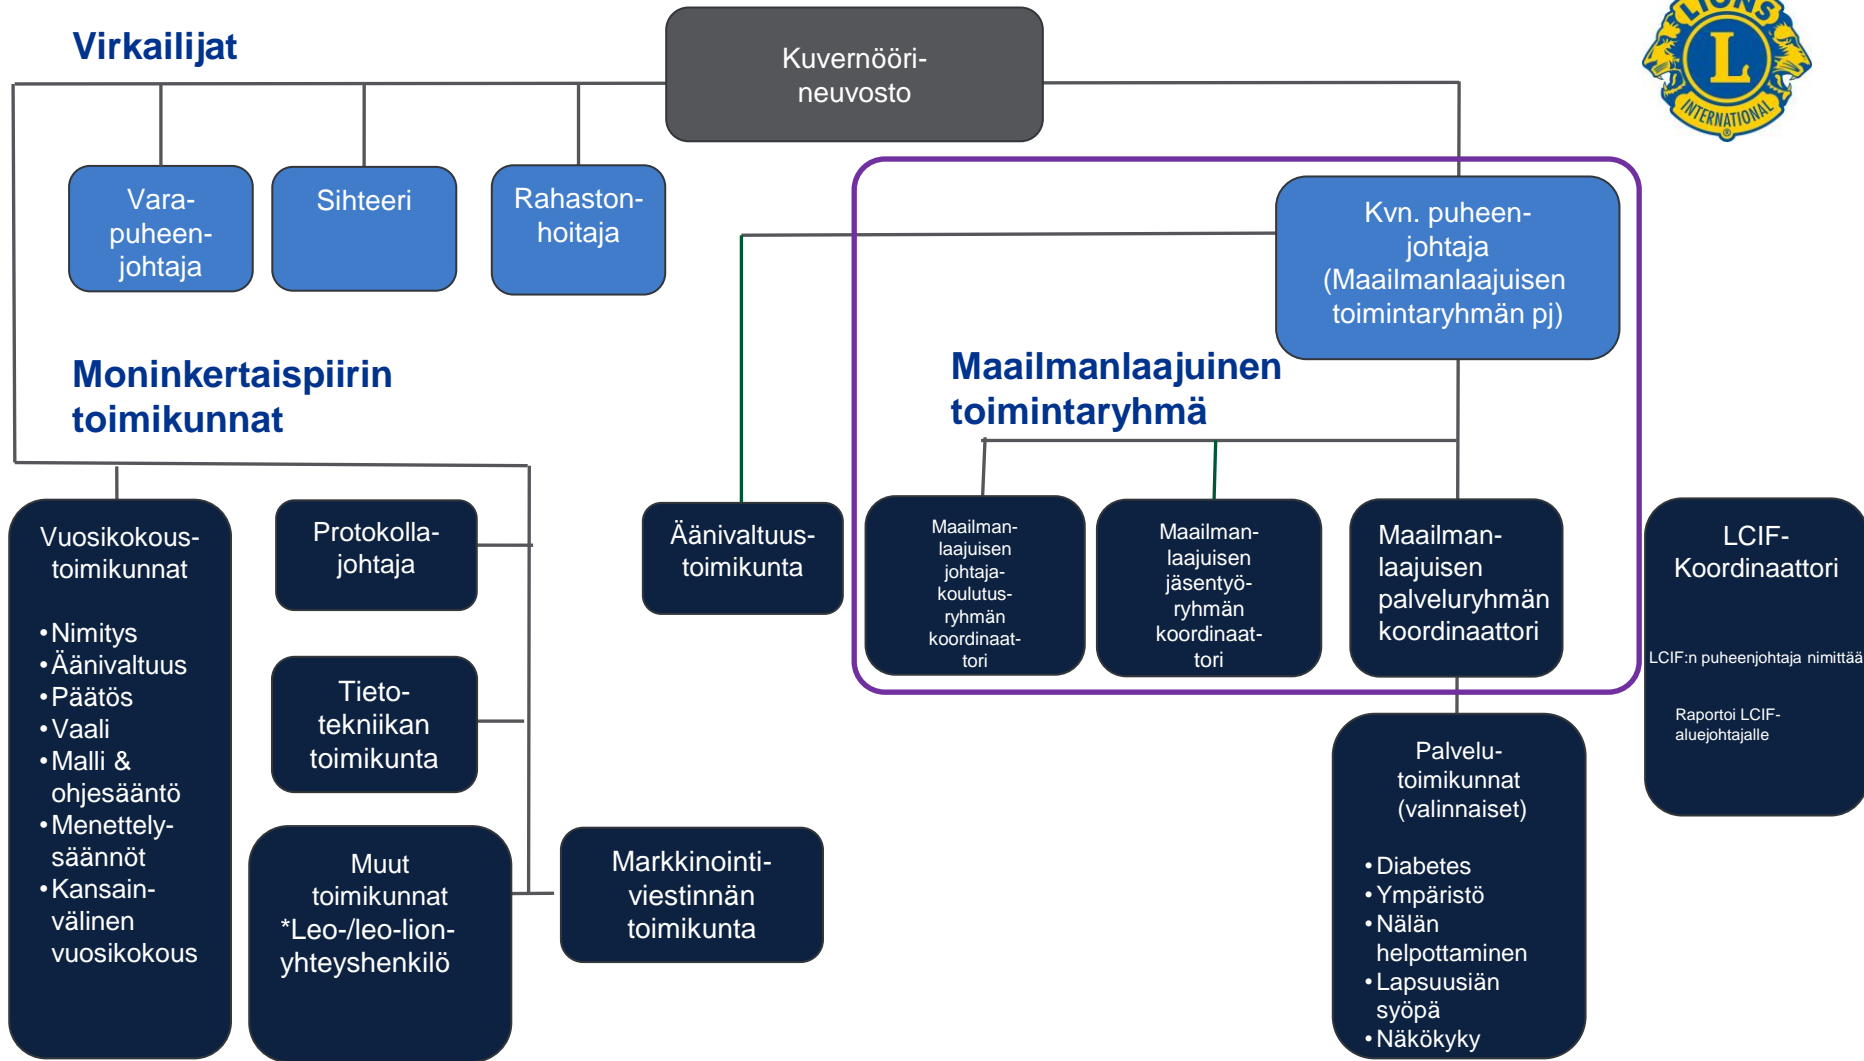 Virkailijat
Kuvernööri-
neuvosto
LIONS
L
INTERNATIONAL
®
Vara-
puheen-
johtaja
Sihteeri
Rahaston-
hoitaja
Kvn. puheen-
johtaja
(Maailmanlaajuisen
toimintaryhmän pj)
Moninkertaispiirin
toimikunnat
Maailmanlaajuinen
toimintaryhmä
Vuosikokous-
toimikunnat
•Nimitys
•Äänivaltuus
•Päätös
•Vaali
•Malli &
ohjesääntö
•Menettely-
säännöt
•Kansain-
välinen
vuosikokous
Protokolla-
johtaja
Tieto-
tekniikan
toimikunta
Muut
toimikunnat
*Leo-/leo-lion-
yhteyshenkilö
Markkinointi-
viestinnän
toimikunta
Äänivaltuus-
toimikunta
Maailman-
laajuisen
johtaja-
koulutus-
ryhmän
koordinaat-
tori
Maailman-
laajuisen
jäsentyö-
ryhmän
koordinaat-
tori
Maailman-
laajuisen
palveluryhmän
koordinaattori
LCIF-
Koordinaattori
LCIF:n puheenjohtaja nimittää
Raportoi LCIF-
aluejohtajalle
Palvelu-
toimikunnat
(valinnaiset)
•Diabetes
•Ympäristö
•Nälän
helpottaminen
•Lapsuusiän
syöpä
•Näkökyky